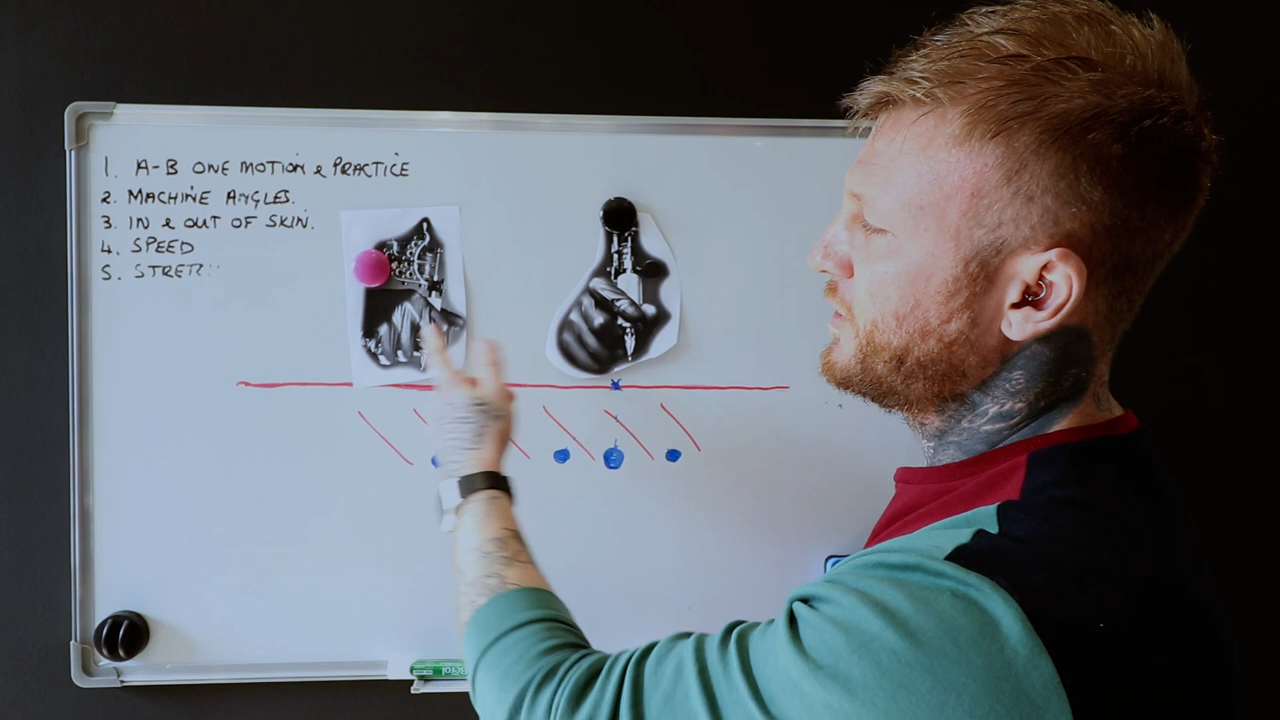 1. A-B ONE MOTION & PRACTICE
2. MACHINE ANGLES.
3. IN & OUT OF SKIN.
4. SPEED
5.